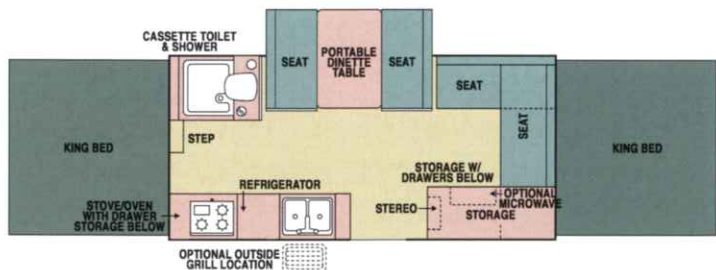 CASSETTE TOILET
& SHOWER
SEAT
PORTABLE
DINETTE
TABLE
SEAT
SEAT
SEAT
KING BED
STEP
KING BED
REFRIGERATOR
STORAGE W/
DRAWERS BELOW
STOVE/OVEN
WITH DRAWER
STORAGE BELOW
STEREO
OPTIONAL
MICROWAVE
STORAGE
OPTIONAL OUTSIDE
GRILL LOCATION